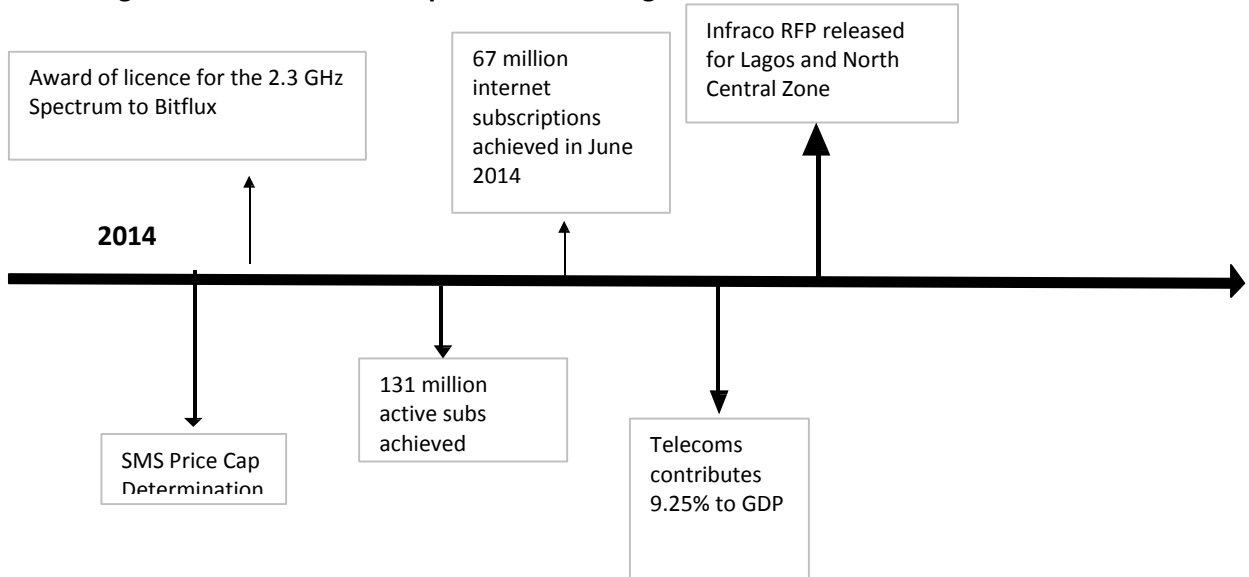 Infraco RFP released
for Lagos and North
Central Zone
67 million
internet
subscriptions
achieved in June
2014
Award of licence for the 2.3 GHz
Spectrum to Bitflux
2014
131 million
active subs
achieved
SMS Price Cap
Determination
Telecoms
contributes
9.25% to GDP